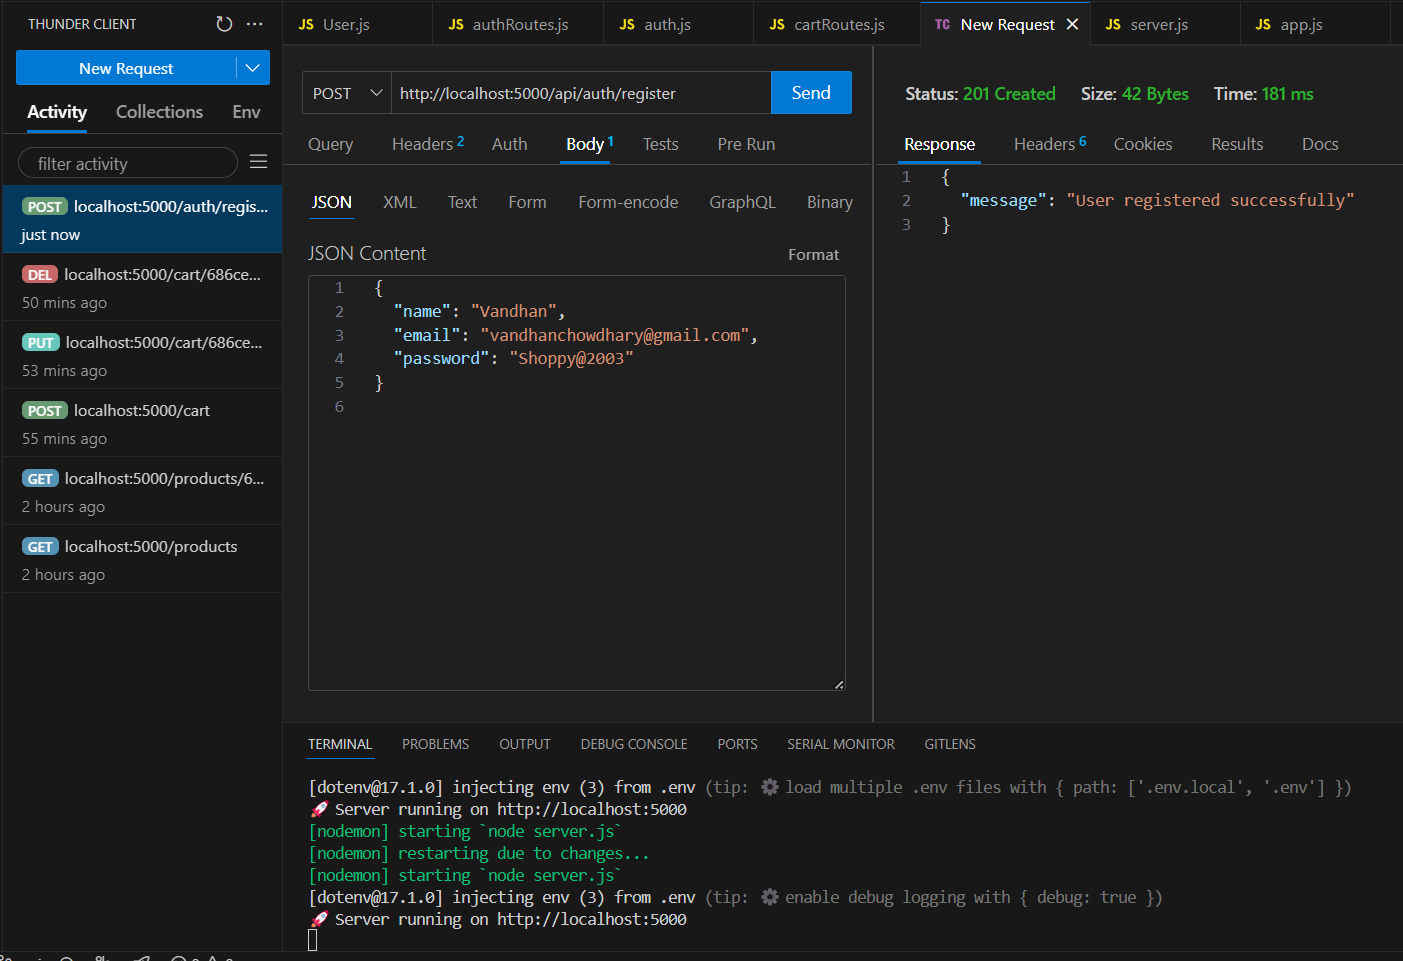 THUNDER CLIENT
New Request
Activity Collections Env
filter activity
POST localhost:5000/auth/regis...
just now
DEL localhost:5000/cart/686ce...
50 mins ago
PUT localhost:5000/cart/686ce...
53 mins ago
POST localhost:5000/cart
55 mins ago
GET localhost:5000/products/6...
2 hours ago
GET localhost:5000/products
2 hours ago
JS User.js JS authRoutes.js JS auth.js JS cartRoutes.js TC New Request JS server.js JS app.js
POST http://localhost:5000/api/auth/register Send
Query Headers 2 Auth Body 1 Tests Pre Run
JSON XML Text Form Form-encode GraphQL Binary
JSON Content Format
1 {
2 "name": "Vandhan",
3 "email": "vandhanchowdhary@gmail.com",
4 "password": "Shoppy@2003"
5 }
6
Status: 201 Created Size: 42 Bytes Time: 181 ms
Response Headers 6 Cookies Results Docs
1 {
2 "message": "User registered successfully"
3 }
TERMINAL PROBLEMS OUTPUT DEBUG CONSOLE PORTS SERIAL MONITOR GITLENS
[dotenv@17.1.0] injecting env (3) from .env (tip: ⚙️ load multiple .env files with { path: ['.env.local', '.env'] })
🚀 Server running on http://localhost:5000
[nodemon] starting `node server.js`
[nodemon] restarting due to changes...
[nodemon] starting `node server.js`
[dotenv@17.1.0] injecting env (3) from .env (tip: ⚙️ enable debug logging with { debug: true })
🚀 Server running on http://localhost:5000